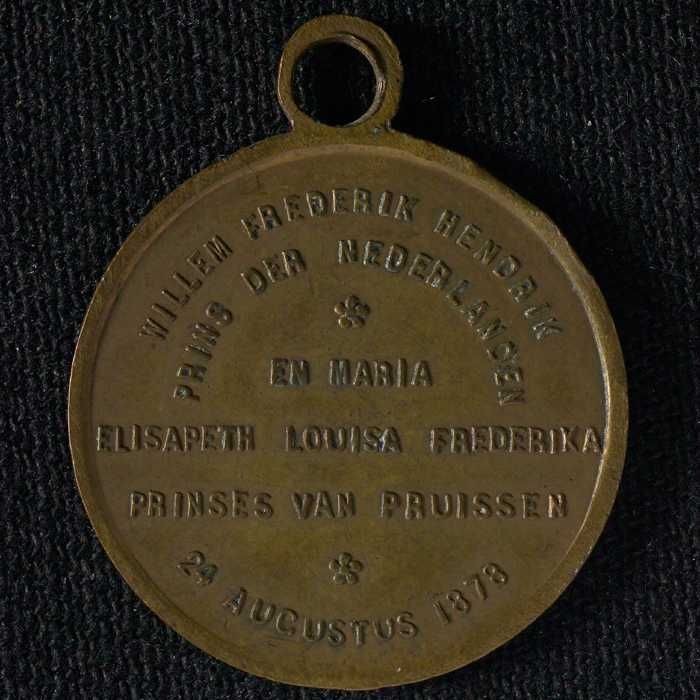 WILLEM FREDERIK HENDRIK
PRINS DER NEDERLANDEN
EN MARIA
ELISAPETH LOUISA FREDERIKA
PRINSES VAN PRUISSEN
24 AUGUSTUS 1878